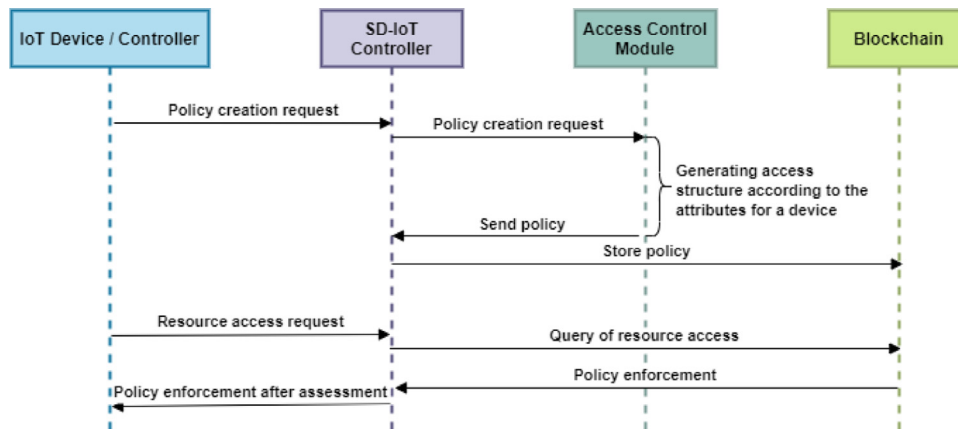 IoT Device / Controller
SD-IoT
Controller
Access Control
Module
Blockchain
Policy creation request
Policy creation request
Generating access
structure according to the
attributes for a device
Send policy
Store policy
Resource access request
Query of resource access
Policy enforcement
Policy enforcement after assessment